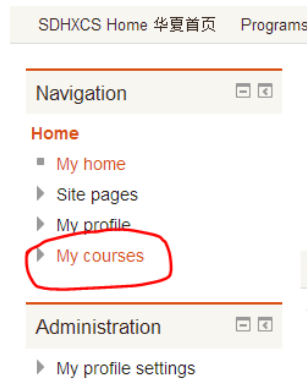 SDHXCS Home 华夏首页 Programs
Navigation
Home
My home
Site pages
My profile
My courses
Administration
My profile settings